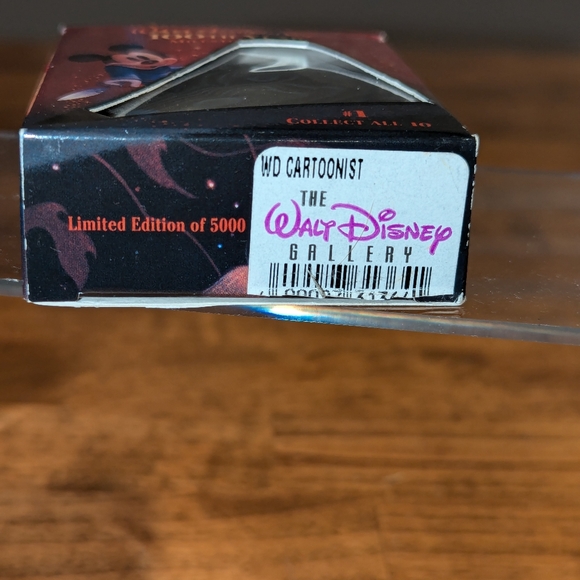 #1
COLLECT ALL 10
WD CARTOONIST
THE
Walt Disney
GALLERY
Limited Edition of 5000